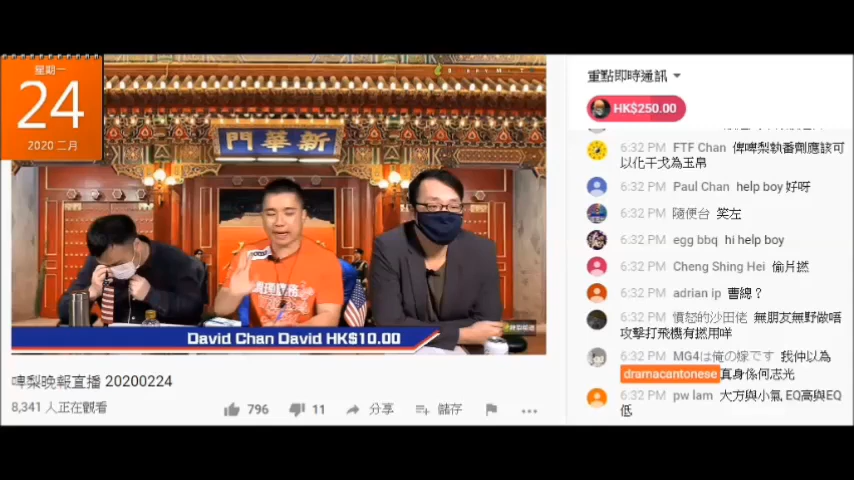 星期一
24
2020 二月
新華門
David Chan David HK$10.00
啤梨晚報直播 20200224
8,341 人正在觀看
796
11
分享
儲存
重點即時通訊
HK$250.00
6:32 PM FTF Chan 俾啤梨執番劑應該可
以化干戈為玉帛
6:32 PM Paul Chan help boy 好呀
6:32 PM 隨便台 笑左
6:32 PM egg bbq hi help boy
6:32 PM Cheng Shing Hei 偷片撚
6:32 PM adrian ip 曹總？
6:32 PM 憤怒的沙田佬 無朋友無野做唔
攻擊打飛機有撚用咩
6:32 PM MG4は俺の嫁です 我仲以為
dramacantonese 真身係何志光
6:32 PM pw lam 大方與小氣 EQ高與EQ
低